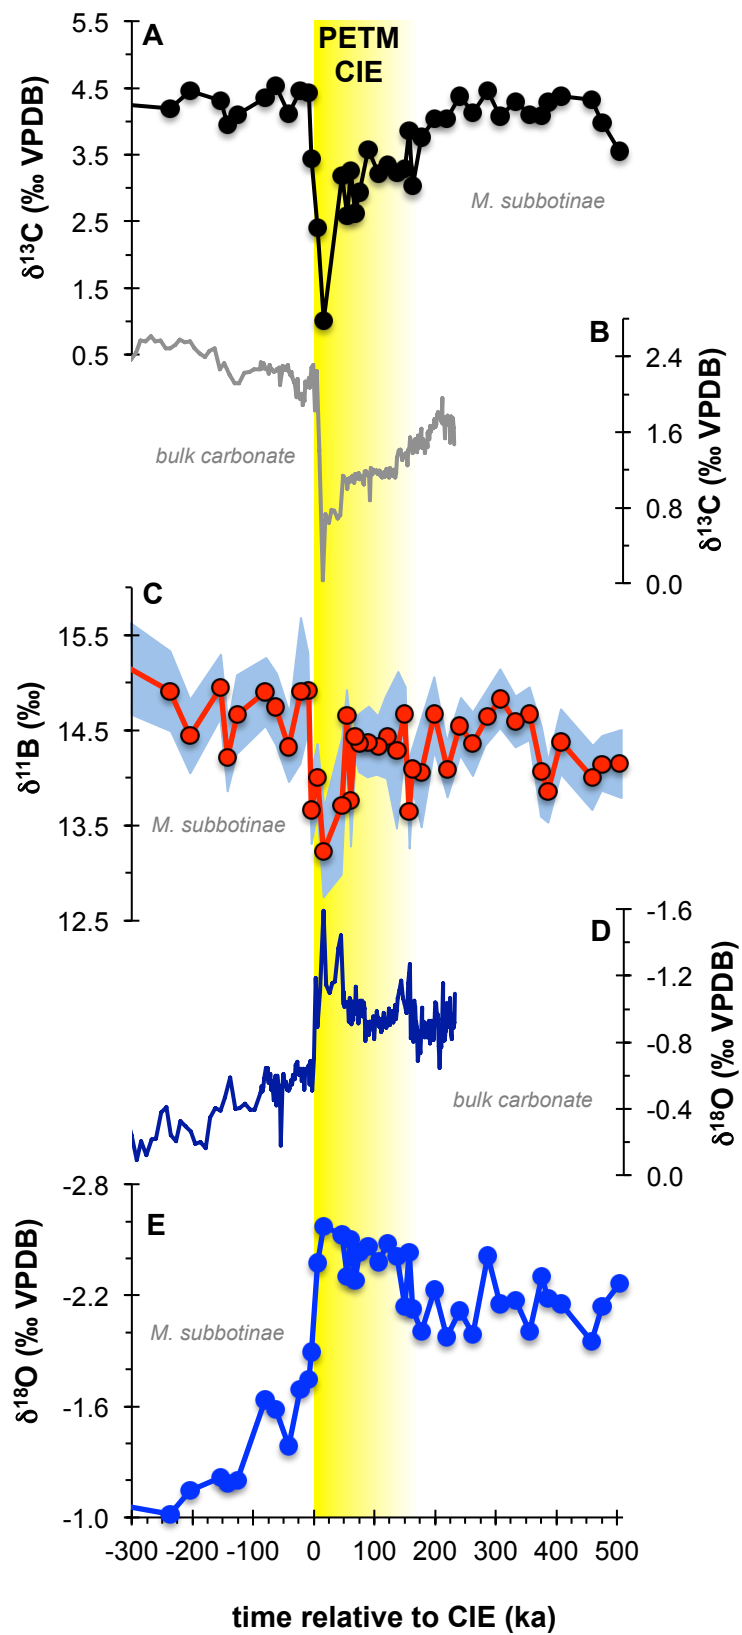 A
PETM
CIE
5.5
4.5
3.5
2.5
1.5
0.5
δ¹³C (‰ VPDB)
M. subbotinae
B
2.4
1.6
0.8
0.0
δ¹³C (‰ VPDB)
bulk carbonate
C
15.5
14.5
13.5
12.5
δ¹¹B (‰)
M. subbotinae
D
-1.6
-1.2
-0.8
-0.4
0.0
δ¹⁸O (‰ VPDB)
bulk carbonate
E
-2.8
-2.2
-1.6
-1.0
δ¹⁸O (‰ VPDB)
M. subbotinae
-300 -200 -100 0 100 200 300 400 500
time relative to CIE (ka)